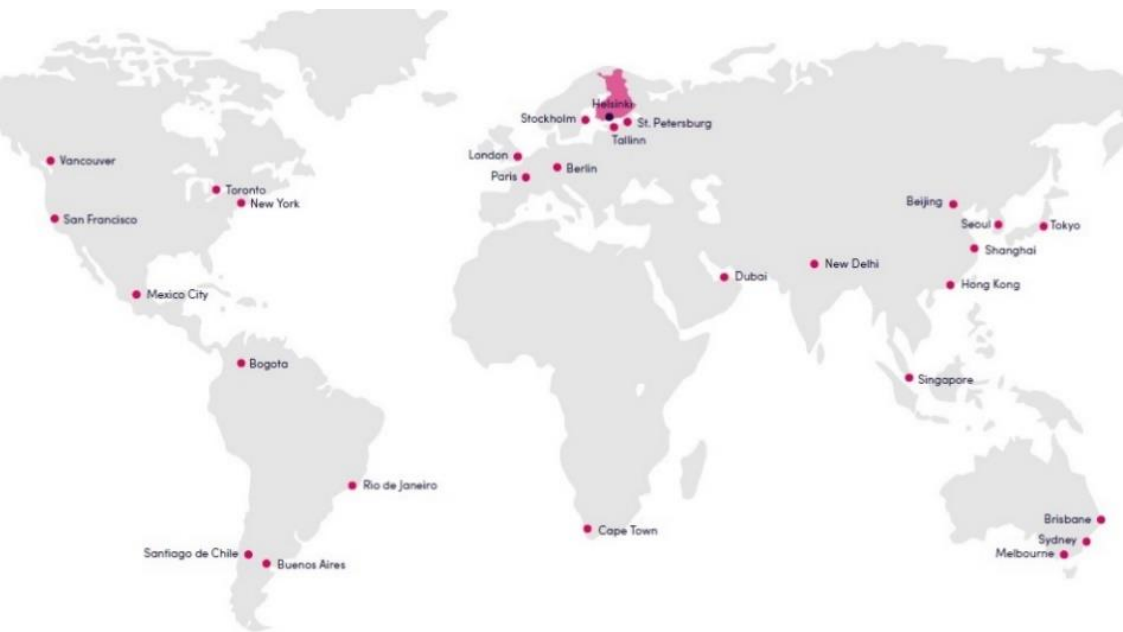 Helsinki
Stockholm
St. Petersburg
Tallinn
London
Berlin
Paris
Vancouver
Toronto
New York
San Francisco
Beijing
Seoul
Tokyo
Shanghai
New Delhi
Dubai
Hong Kong
Mexico City
Bogota
Singapore
Rio de Janeiro
Cape Town
Brisbane
Sydney
Melbourne
Santiago de Chile
Buenos Aires